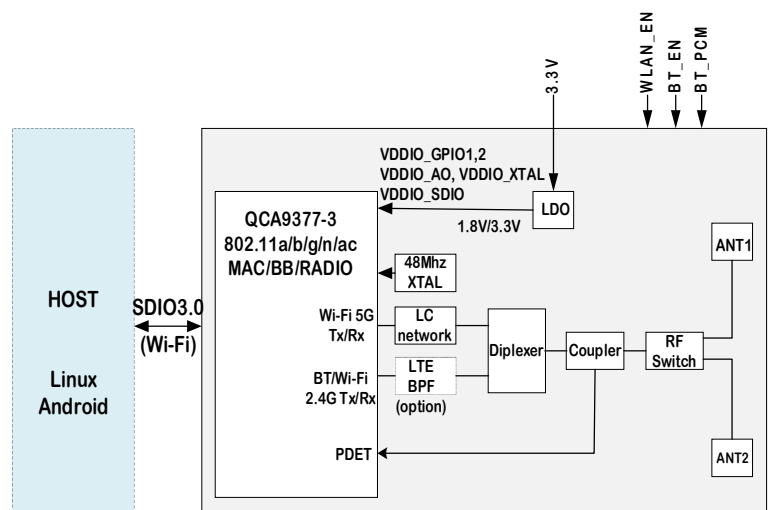 WLAN_EN
BT_EN
BT_PCM
3.3V
VDDIO_GPIO1,2
VDDIO_AO, VDDIO_XTAL
VDDIO_SDIO
LDO
1.8V/3.3V
QCA9377-3
802.11a/b/g/n/ac
MAC/BB/RADIO
48Mhz
XTAL
ANT1
HOST
Linux
Android
SDIO3.0
(Wi-Fi)
Wi-Fi 5G
Tx/Rx
LC
network
Diplexer
Coupler
RF
Switch
BT/Wi-Fi
2.4G Tx/Rx
LTE
BPF
(option)
PDET
ANT2